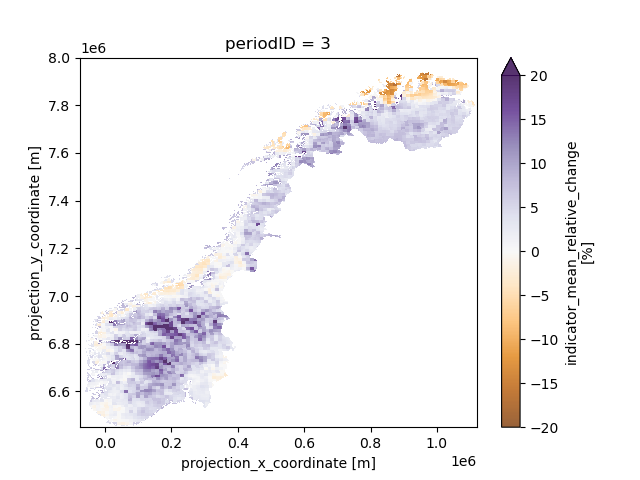 periodID = 3
1e6
8.0
7.8
7.6
7.4
7.2
7.0
6.8
6.6
projection_y_coordinate [m]
0.0 0.2 0.4 0.6 0.8 1.0
1e6
projection_x_coordinate [m]
20
15
10
5
0
−5
−10
−15
−20
indicator_mean_relative_change
[%]